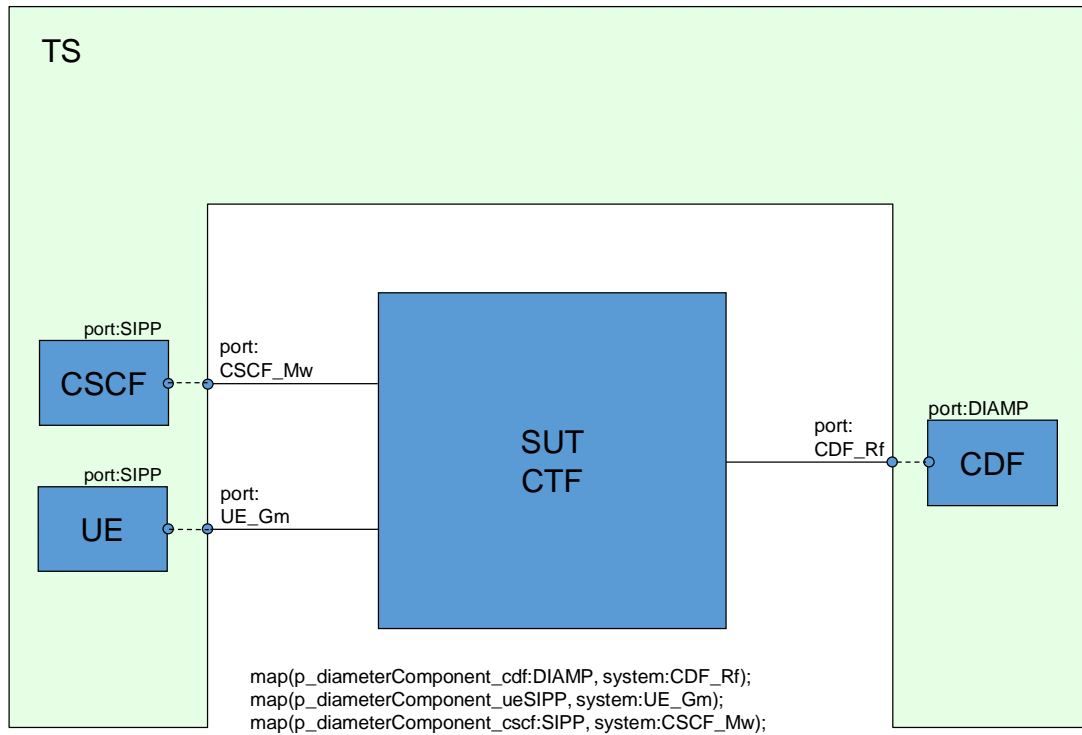 TS
port:SIPP
CSCF
port:
CSCF_Mw
port:SIPP
UE
port:
UE_Gm
SUT
CTF
port:
CDF_Rf
port:DIAMP
CDF
map(p_diameterComponent_cdf:DIAMP, system:CDF_Rf);
map(p_diameterComponent_ueSIPP, system:UE_Gm);
map(p_diameterComponent_cscf:SIPP, system:CSCF_Mw);